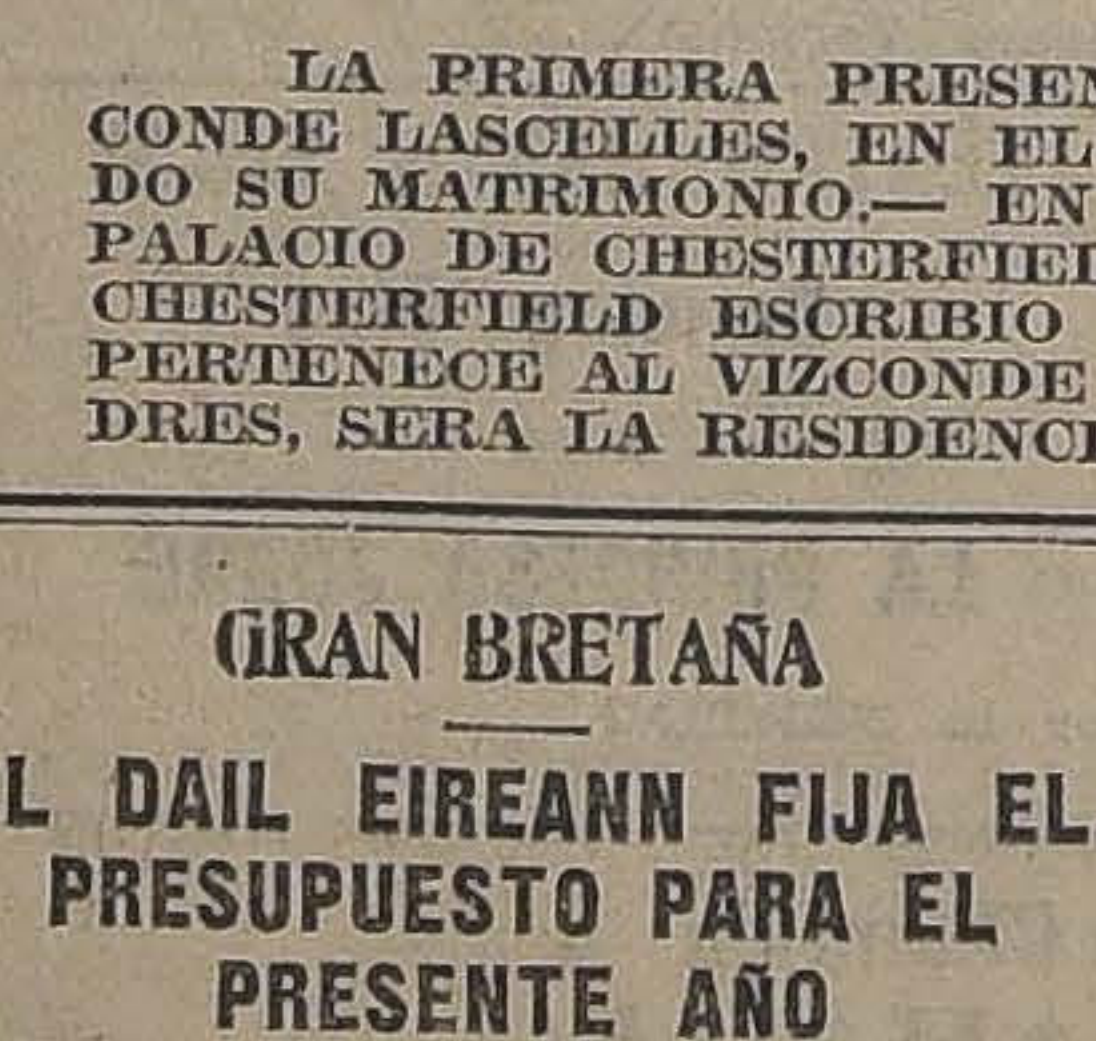 LA PRIMERA PRESEN
CONDE LASCELLES, EN EL
DO SU MATRIMONIO.— EN
PALACIO DE CHESTERFIEL
CHESTERFIELD ESCRIBIO
PERTENECE AL VIZCONDE
DRES, SERA LA RESIDENCI
GRAN BRETAÑA
L DAIL EIREANN FIJA EL
PRESUPUESTO PARA EL
PRESENTE AÑO